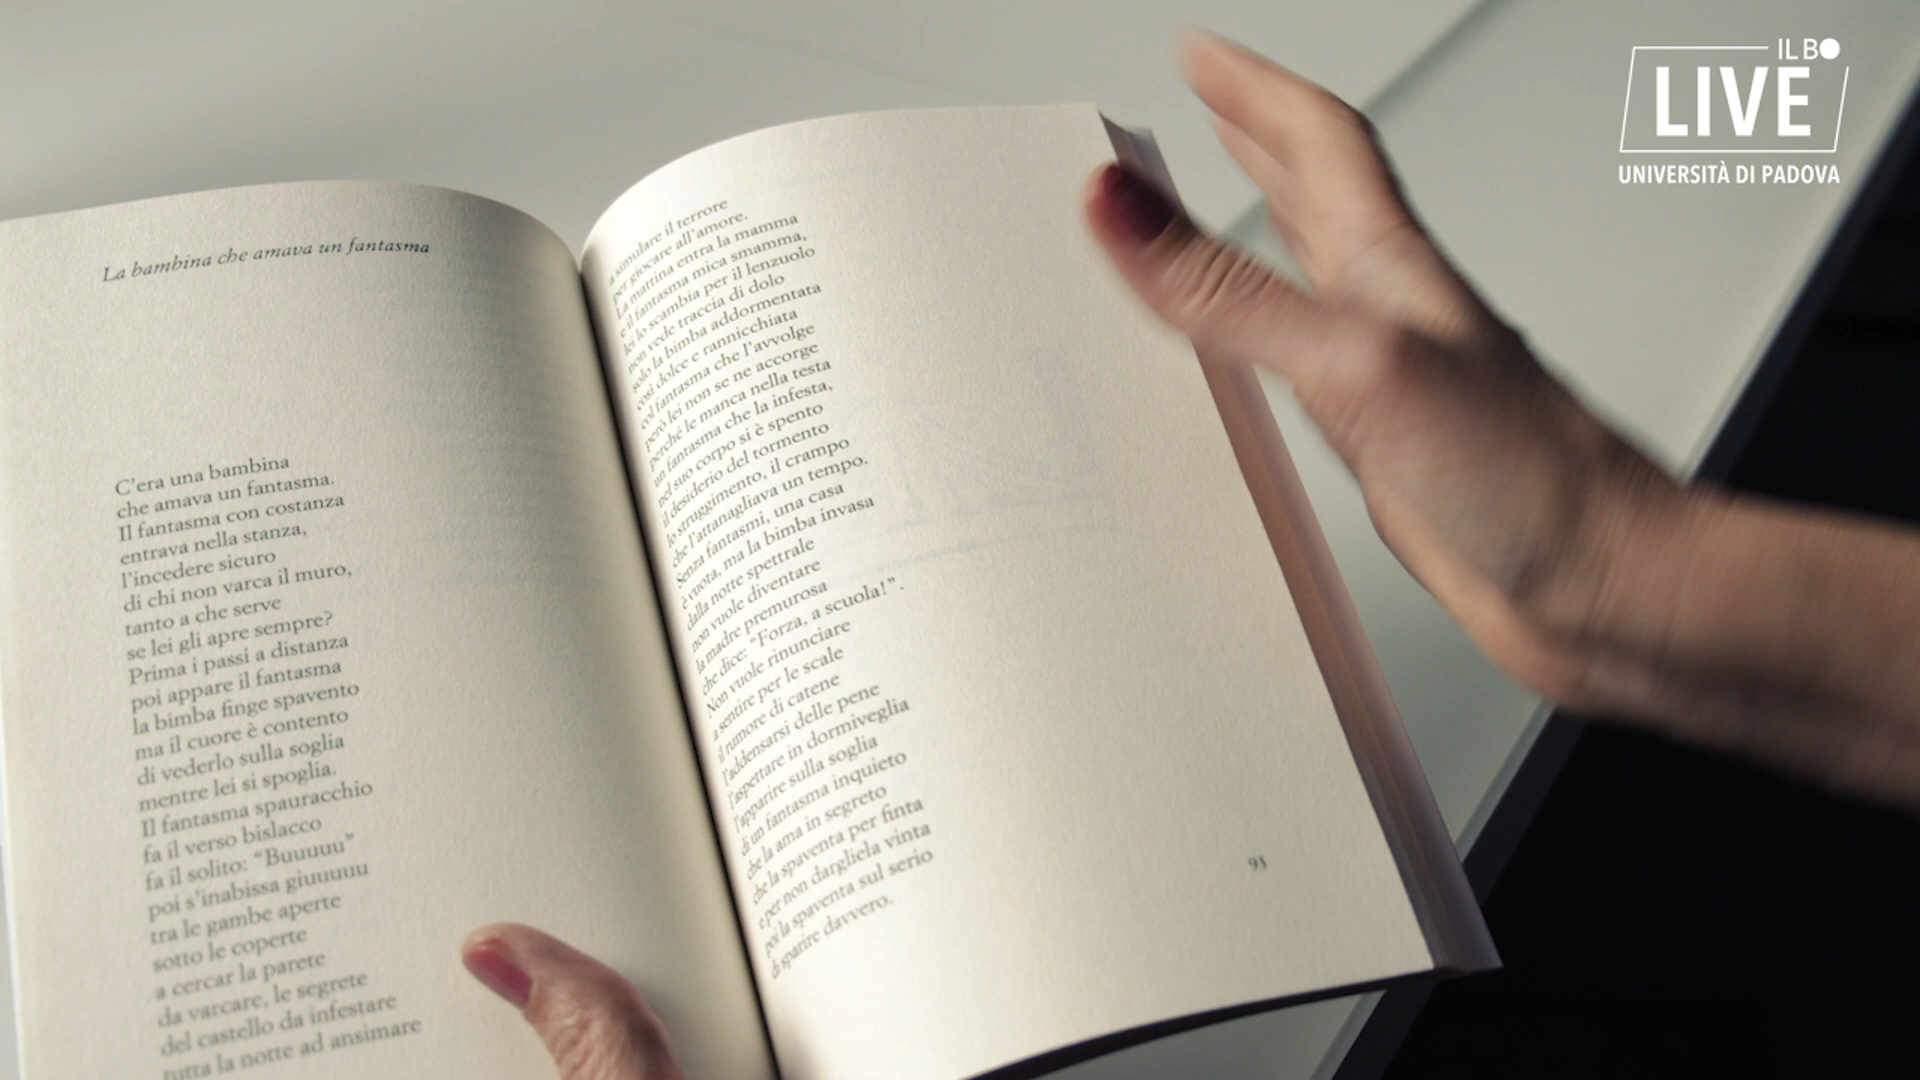 La bambina che amava un fantasma
C'era una bambina
che amava un fantasma.
Il fantasma con costanza
entrava nella stanza,
l'incedere sicuro
di chi non varca il muro,
tanto a che serve
se lei gli apre sempre?
Prima i passi a distanza
poi appare il fantasma
la bimba finge spavento
ma il cuore è contento
di vederlo sulla soglia
mentre lei si spoglia.
Il fantasma spauracchio
fa il verso bislacco
fa il solito: “Buuuuu”
poi s'inabissa giuuuuu
tra le gambe aperte
sotto le coperte
a cercar la parete
da varcare, le segrete
del castello da infestare
tutta la notte ad ansimare
a simulare il terrore
per giocare all'amore.
La mattina entra la mamma
e il fantasma mica smamma,
lei lo scambia per il lenzuolo
non vede traccia di dolo
solo la bimba addormentata
così dolce e rannicchiata
col fantasma che l'avvolge
però lei non se ne accorge
perché le manca nella testa
un fantasma che la infesta,
nel suo corpo si è spento
il desiderio del tormento
lo struggimento, il crampo
che l'attanagliava un tempo.
Senza fantasmi, una casa
è vuota, ma la bimba invasa
dalla notte spettrale
non vuole diventare
la madre premurosa
che dice: “Forza, a scuola!”.
Non vuole rinunciare
a sentire per le scale
il rumore di catene
l'addensarsi delle pene
l'aspettare in dormiveglia
l'apparire sulla soglia
di un fantasma inquieto
che la ama in segreto
che la spaventa per finta
e per non dargliela vinta
poi la spaventa sul serio
di sparire davvero.
93
IL BO
LIVE
UNIVERSITÀ DI PADOVA